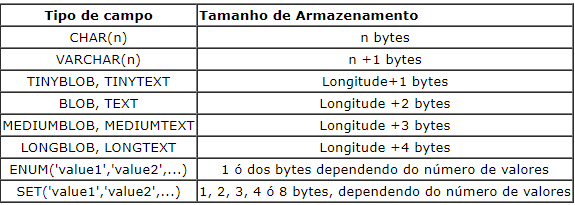 Tipo de campo Tamanho de Armazenamento
CHAR(n) n bytes
VARCHAR(n) n +1 bytes
TINYBLOB, TINYTEXT Longitude+1 bytes
BLOB, TEXT Longitude +2 bytes
MEDIUMBLOB, MEDIUMTEXT Longitude +3 bytes
LONGBLOB, LONGTEXT Longitude +4 bytes
ENUM('value1','value2',...) 1 ó dos bytes dependendo do número de valores
SET('value1','value2',...) 1, 2, 3, 4 ó 8 bytes, dependendo do número de valores